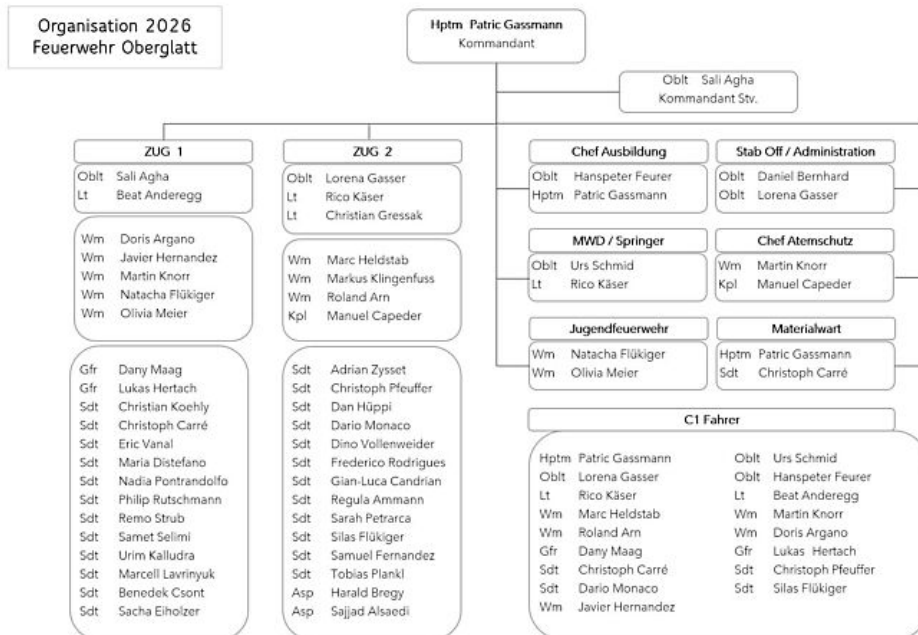 Organisation 2026
Feuerwehr Oberglatt
Hptm Patric Gassmann
Kommandant
Oblt Sali Agha
Kommandant Stv.
ZUG 1
Oblt Sali Agha
Lt Beat Anderegg
Wm Doris Argano
Wm Javier Hernandez
Wm Martin Knorr
Wm Natacha Flükiger
Wm Olivia Meier
Gfr Dany Maag
Gfr Lukas Hertach
Sdt Christian Koehly
Sdt Christoph Carré
Sdt Eric Vanal
Sdt Maria Distefano
Sdt Nadia Pontrandolfo
Sdt Philip Rutschmann
Sdt Remo Strub
Sdt Samet Selimi
Sdt Urim Kalludra
Sdt Marcell Lavrinyuk
Sdt Benedek Csont
Sdt Sacha Eiholzer
ZUG 2
Oblt Lorena Gasser
Lt Rico Käser
Lt Christian Gressak
Wm Marc Heldstab
Wm Markus Klingenfuss
Wm Roland Arn
Kpl Manuel Capeder
Sdt Adrian Zysset
Sdt Christoph Pfeuffer
Sdt Dan Hüppi
Sdt Dario Monaco
Sdt Dino Vollenweider
Sdt Frederico Rodrigues
Sdt Gian-Luca Candrian
Sdt Regula Ammann
Sdt Sarah Petrarca
Sdt Silas Flükiger
Sdt Samuel Fernandez
Sdt Tobias Plankl
Asp Harald Bregy
Asp Sajjad Alsaedi
Chef Ausbildung
Oblt Hanspeter Feurer
Hptm Patric Gassmann
Stab Off / Administration
Oblt Daniel Bernhard
Oblt Lorena Gasser
MWD / Springer
Oblt Urs Schmid
Lt Rico Käser
Chef Atemschutz
Wm Martin Knorr
Kpl Manuel Capeder
Jugendfeuerwehr
Wm Natacha Flükiger
Wm Olivia Meier
Materialwart
Hptm Patric Gassmann
Sdt Christoph Carré
C1 Fahrer
Hptm Patric Gassmann
Oblt Lorena Gasser
Lt Rico Käser
Wm Marc Heldstab
Wm Roland Arn
Gfr Dany Maag
Sdt Christoph Carré
Sdt Dario Monaco
Wm Javier Hernandez
Oblt Urs Schmid
Oblt Hanspeter Feurer
Lt Beat Anderegg
Wm Martin Knorr
Wm Doris Argano
Gfr Lukas Hertach
Sdt Christoph Pfeuffer
Sdt Silas Flükiger